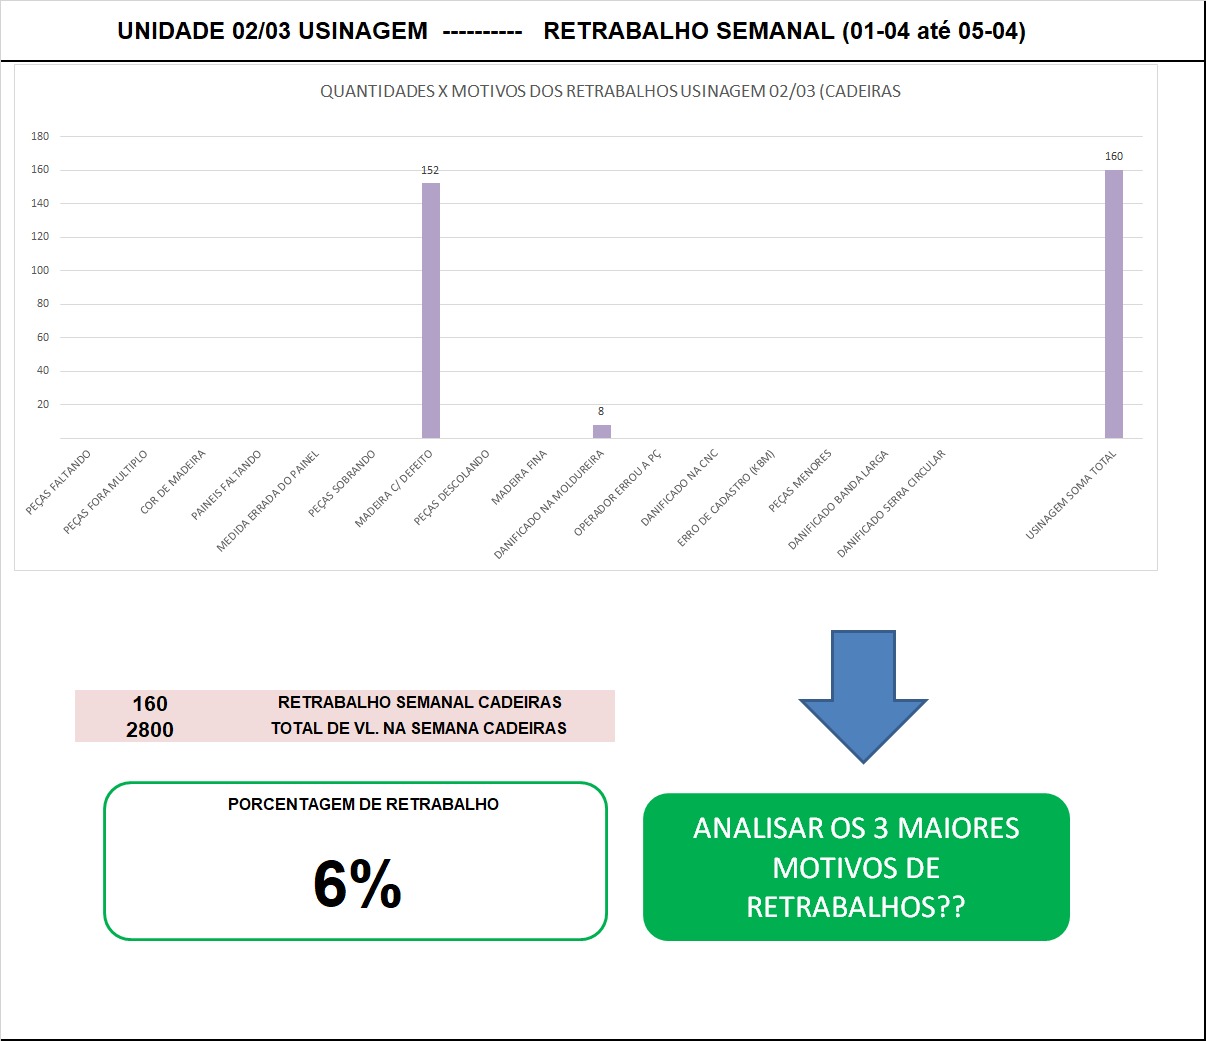 UNIDADE 02/03 USINAGEM ---------- RETRABALHO SEMANAL (01-04 até 05-04)
QUANTIDADES X MOTIVOS DOS RETRABALHOS USINAGEM 02/03 (CADEIRAS
180
160
140
120
100
80
60
40
20
152
8
160
PEÇAS FALTANDO
PEÇAS FORA MULTIPLO
COR DE MADEIRA
PAINEIS FALTANDO
MEDIDA ERRADA DO PAINEL
PEÇAS SOBRANDO
MADEIRA C/ DEFEITO
PEÇAS DESCOLANDO
MADEIRA FINA
DANIFICADO NA MOLDUREIRA
OPERADOR ERROU A PÇ
DANIFICADO NA CNC
ERRO DE CADASTRO (KBM)
PEÇAS MENORES
DANIFICADO BANDA LARGA
DANIFICADO SERRA CIRCULAR
USINAGEM SOMA TOTAL
160 RETRABALHO SEMANAL CADEIRAS
2800 TOTAL DE VL. NA SEMANA CADEIRAS
PORCENTAGEM DE RETRABALHO
6%
ANALISAR OS 3 MAIORES
MOTIVOS DE
RETRABALHOS??